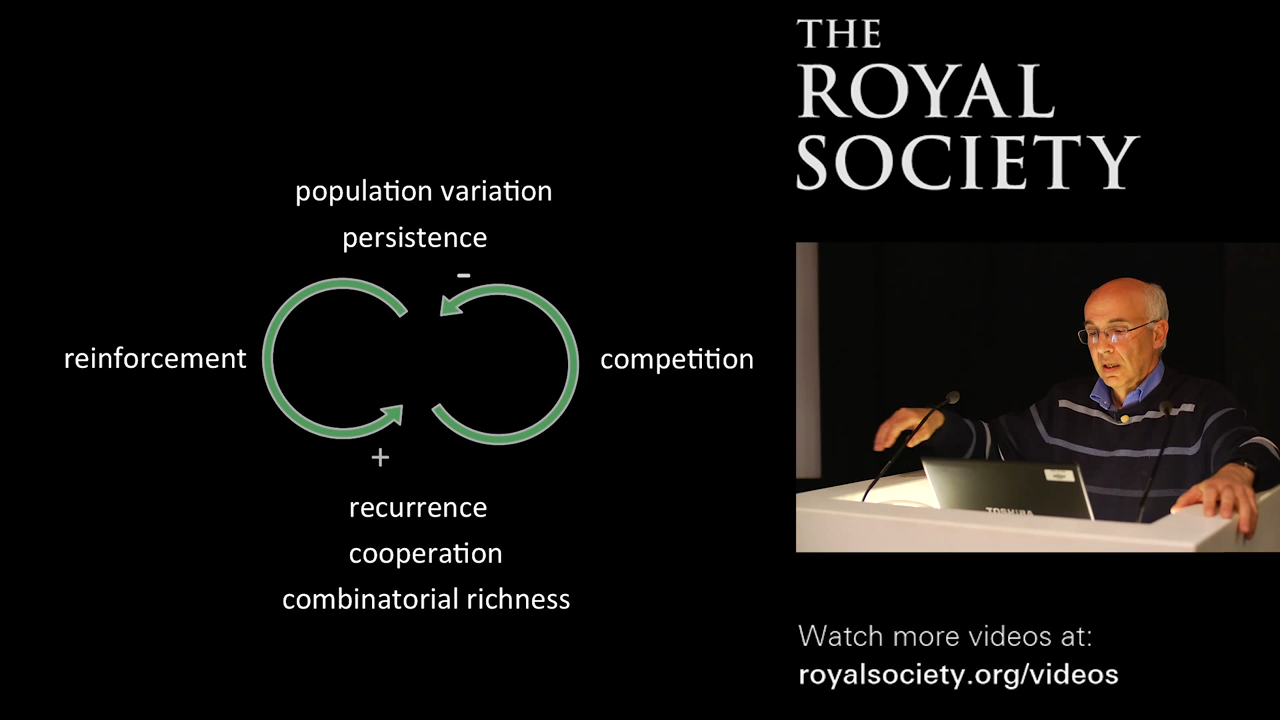 THE
ROYAL
SOCIETY
population variation
persistence
-
reinforcement
competition
+
recurrence
cooperation
combinatorial richness
TOSHIBA
Watch more videos at:
royalsociety.org/videos